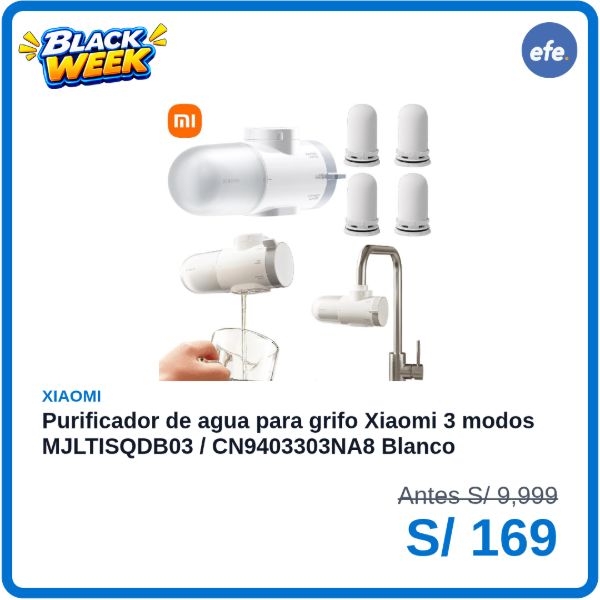 BLACK WEEK
efe.
mi
XIAOMI
Purificador de agua para grifo Xiaomi 3 modos
MJLTISQDB03 / CN9403303NA8 Blanco
Antes S/ 9,999
S/ 169